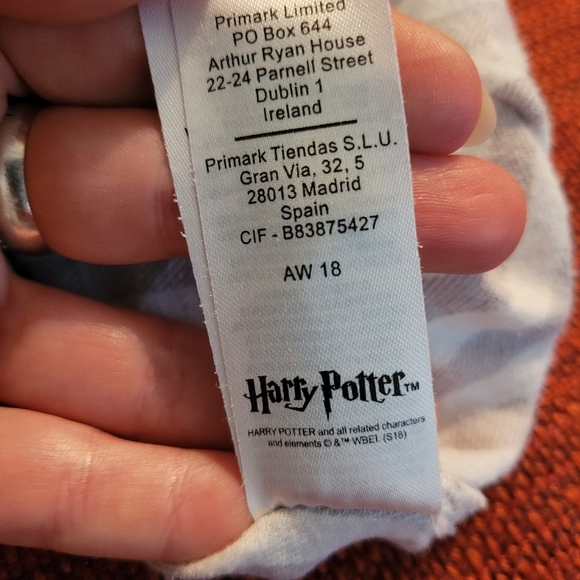 Primark Limited
PO Box 644
Arthur Ryan House
22-24 Parnell Street
Dublin 1
Ireland
Primark Tiendas S.L.U.
Gran Via, 32, 5
28013 Madrid
Spain
CIF - B83875427
AW 18
Harry Potter™
HARRY POTTER and all related characters
and elements © & ™ WBEI. (S18)